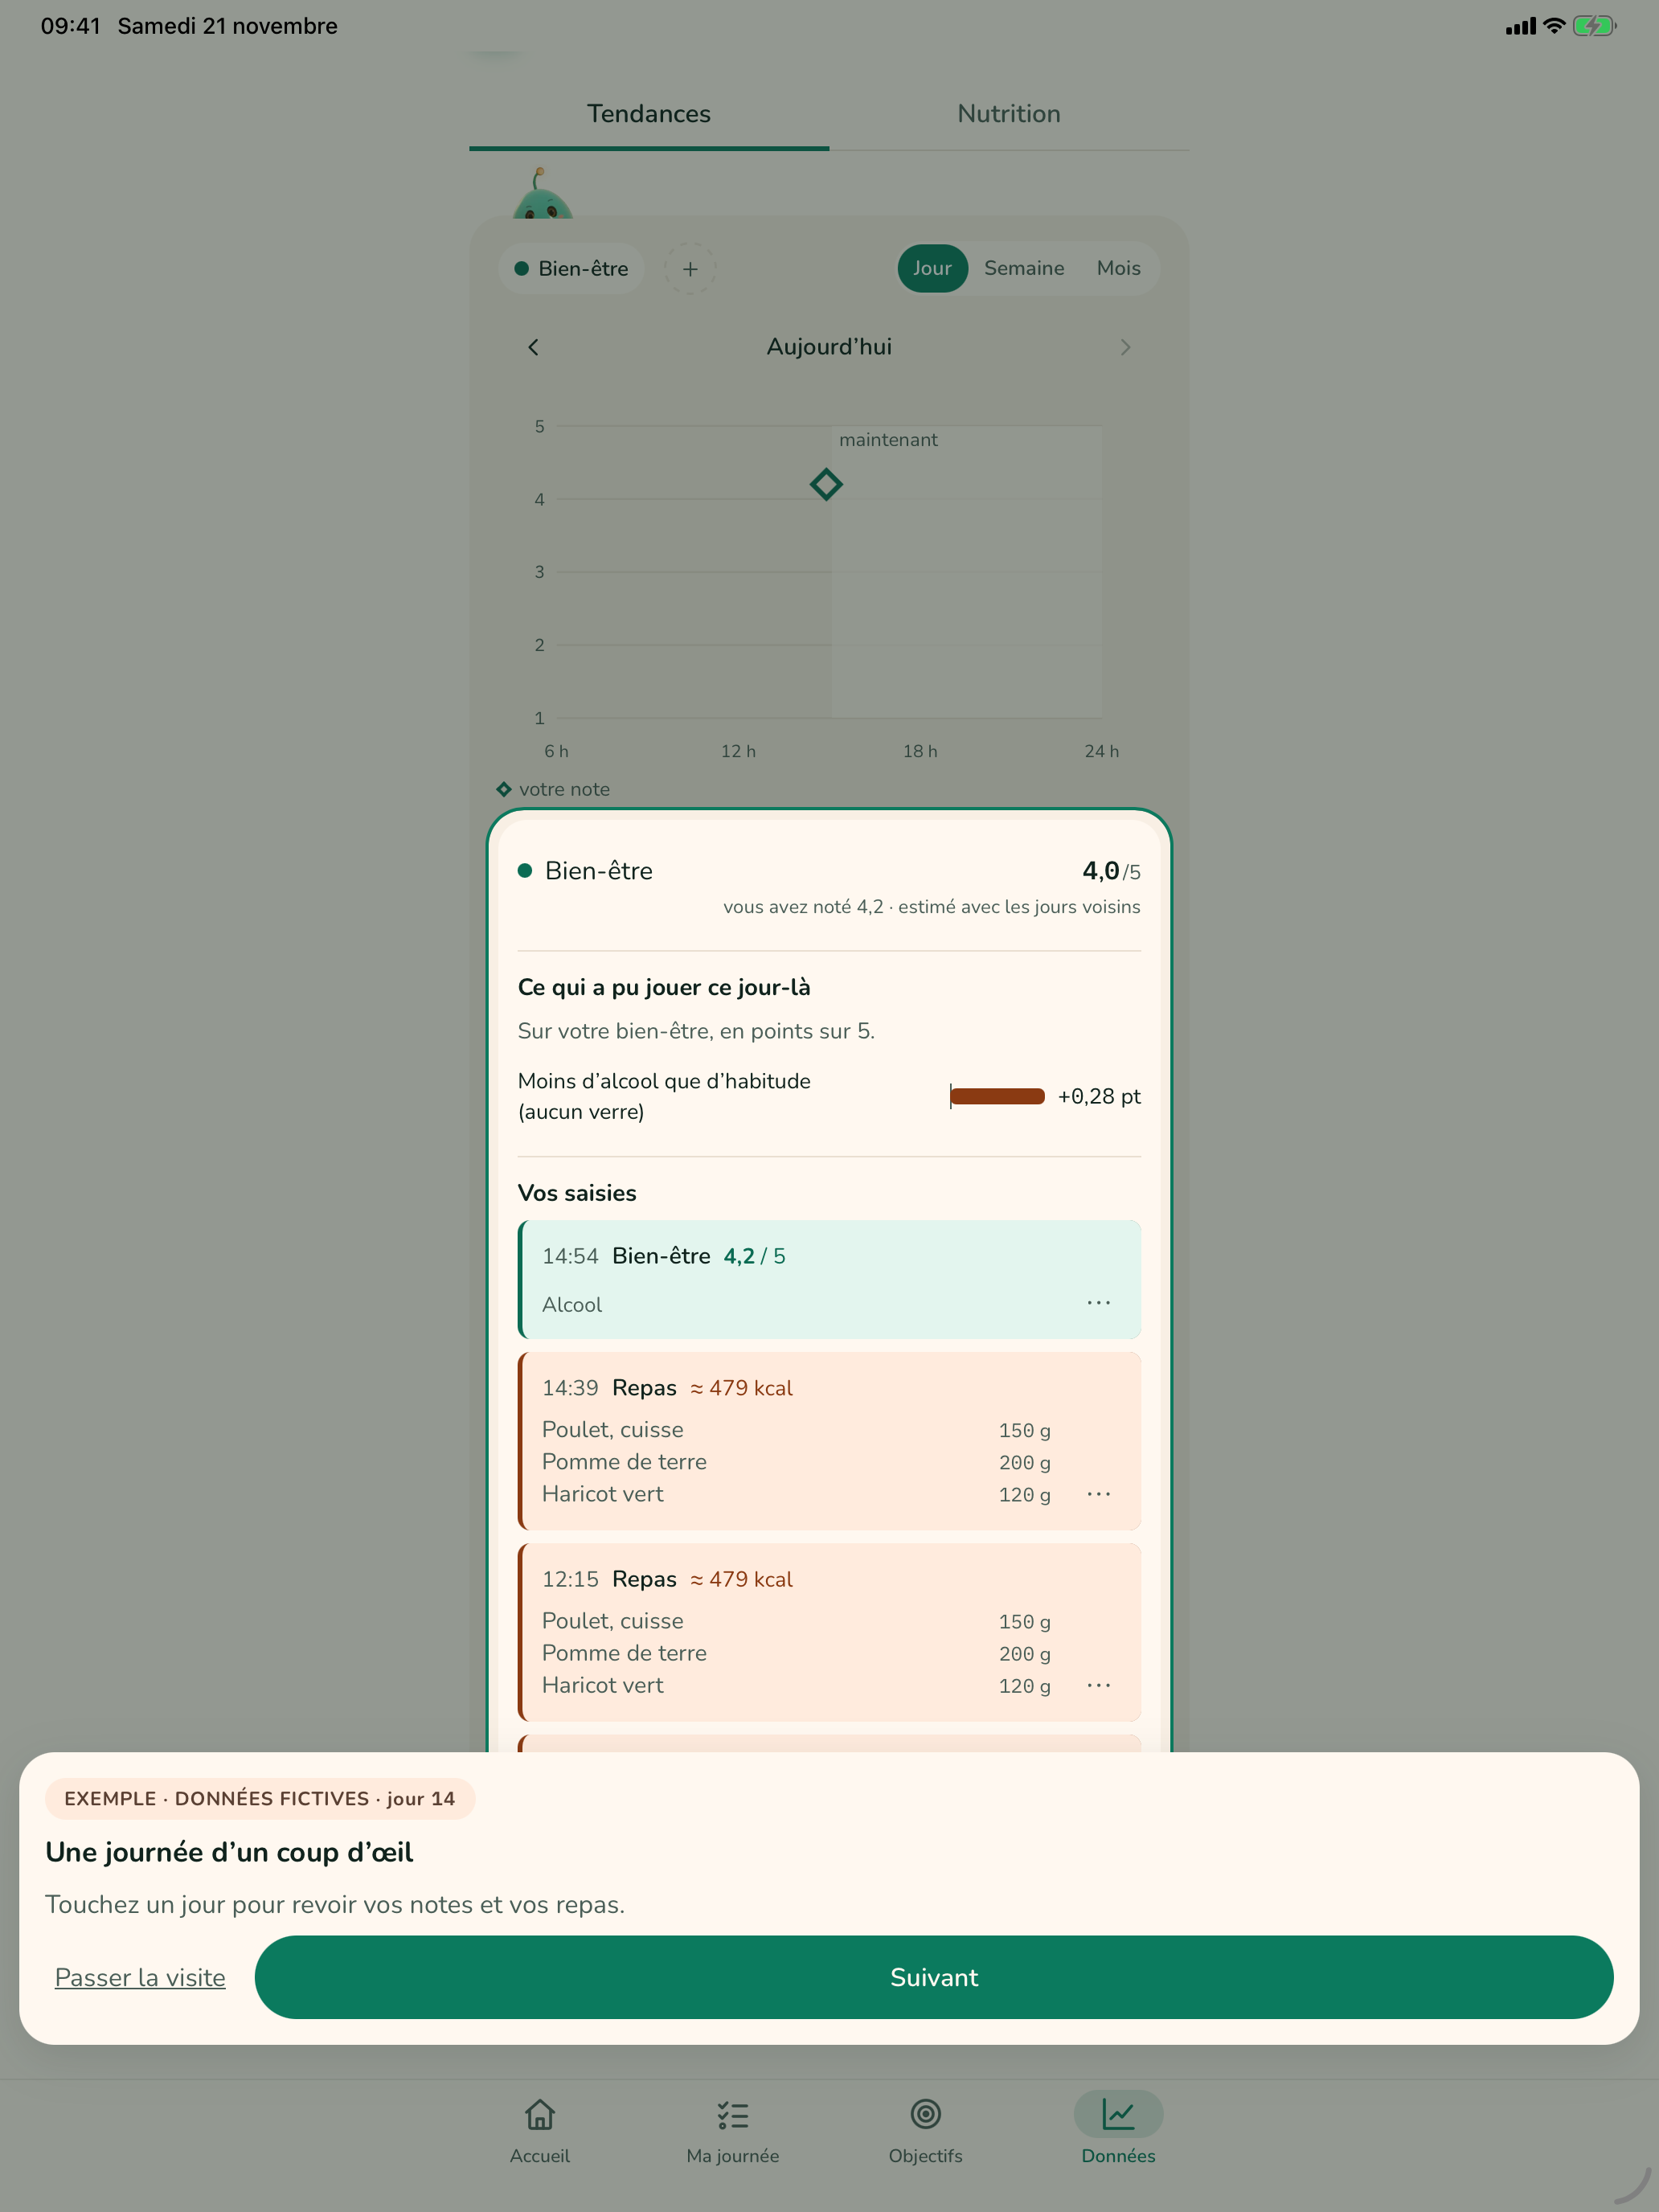 09:41 Samedi 21 novembre
Tendances Nutrition
Bien-être + Jour Semaine Mois
Aujourd’hui
5
maintenant
4
3
2
1
6 h 12 h 18 h 24 h
votre note
Bien-être 4,0/5
vous avez noté 4,2 · estimé avec les jours voisins
Ce qui a pu jouer ce jour-là
Sur votre bien-être, en points sur 5.
Moins d’alcool que d’habitude
(aucun verre)
+0,28 pt
Vos saisies
14:54 Bien-être 4,2 / 5
Alcool ...
14:39 Repas ≈ 479 kcal
Poulet, cuisse 150 g
Pomme de terre 200 g
Haricot vert 120 g ...
12:15 Repas ≈ 479 kcal
Poulet, cuisse 150 g
Pomme de terre 200 g
Haricot vert 120 g ...
EXEMPLE · DONNÉES FICTIVES · jour 14
Une journée d’un coup d’œil
Touchez un jour pour revoir vos notes et vos repas.
Passer la visite Suivant
Accueil Ma journée Objectifs Données